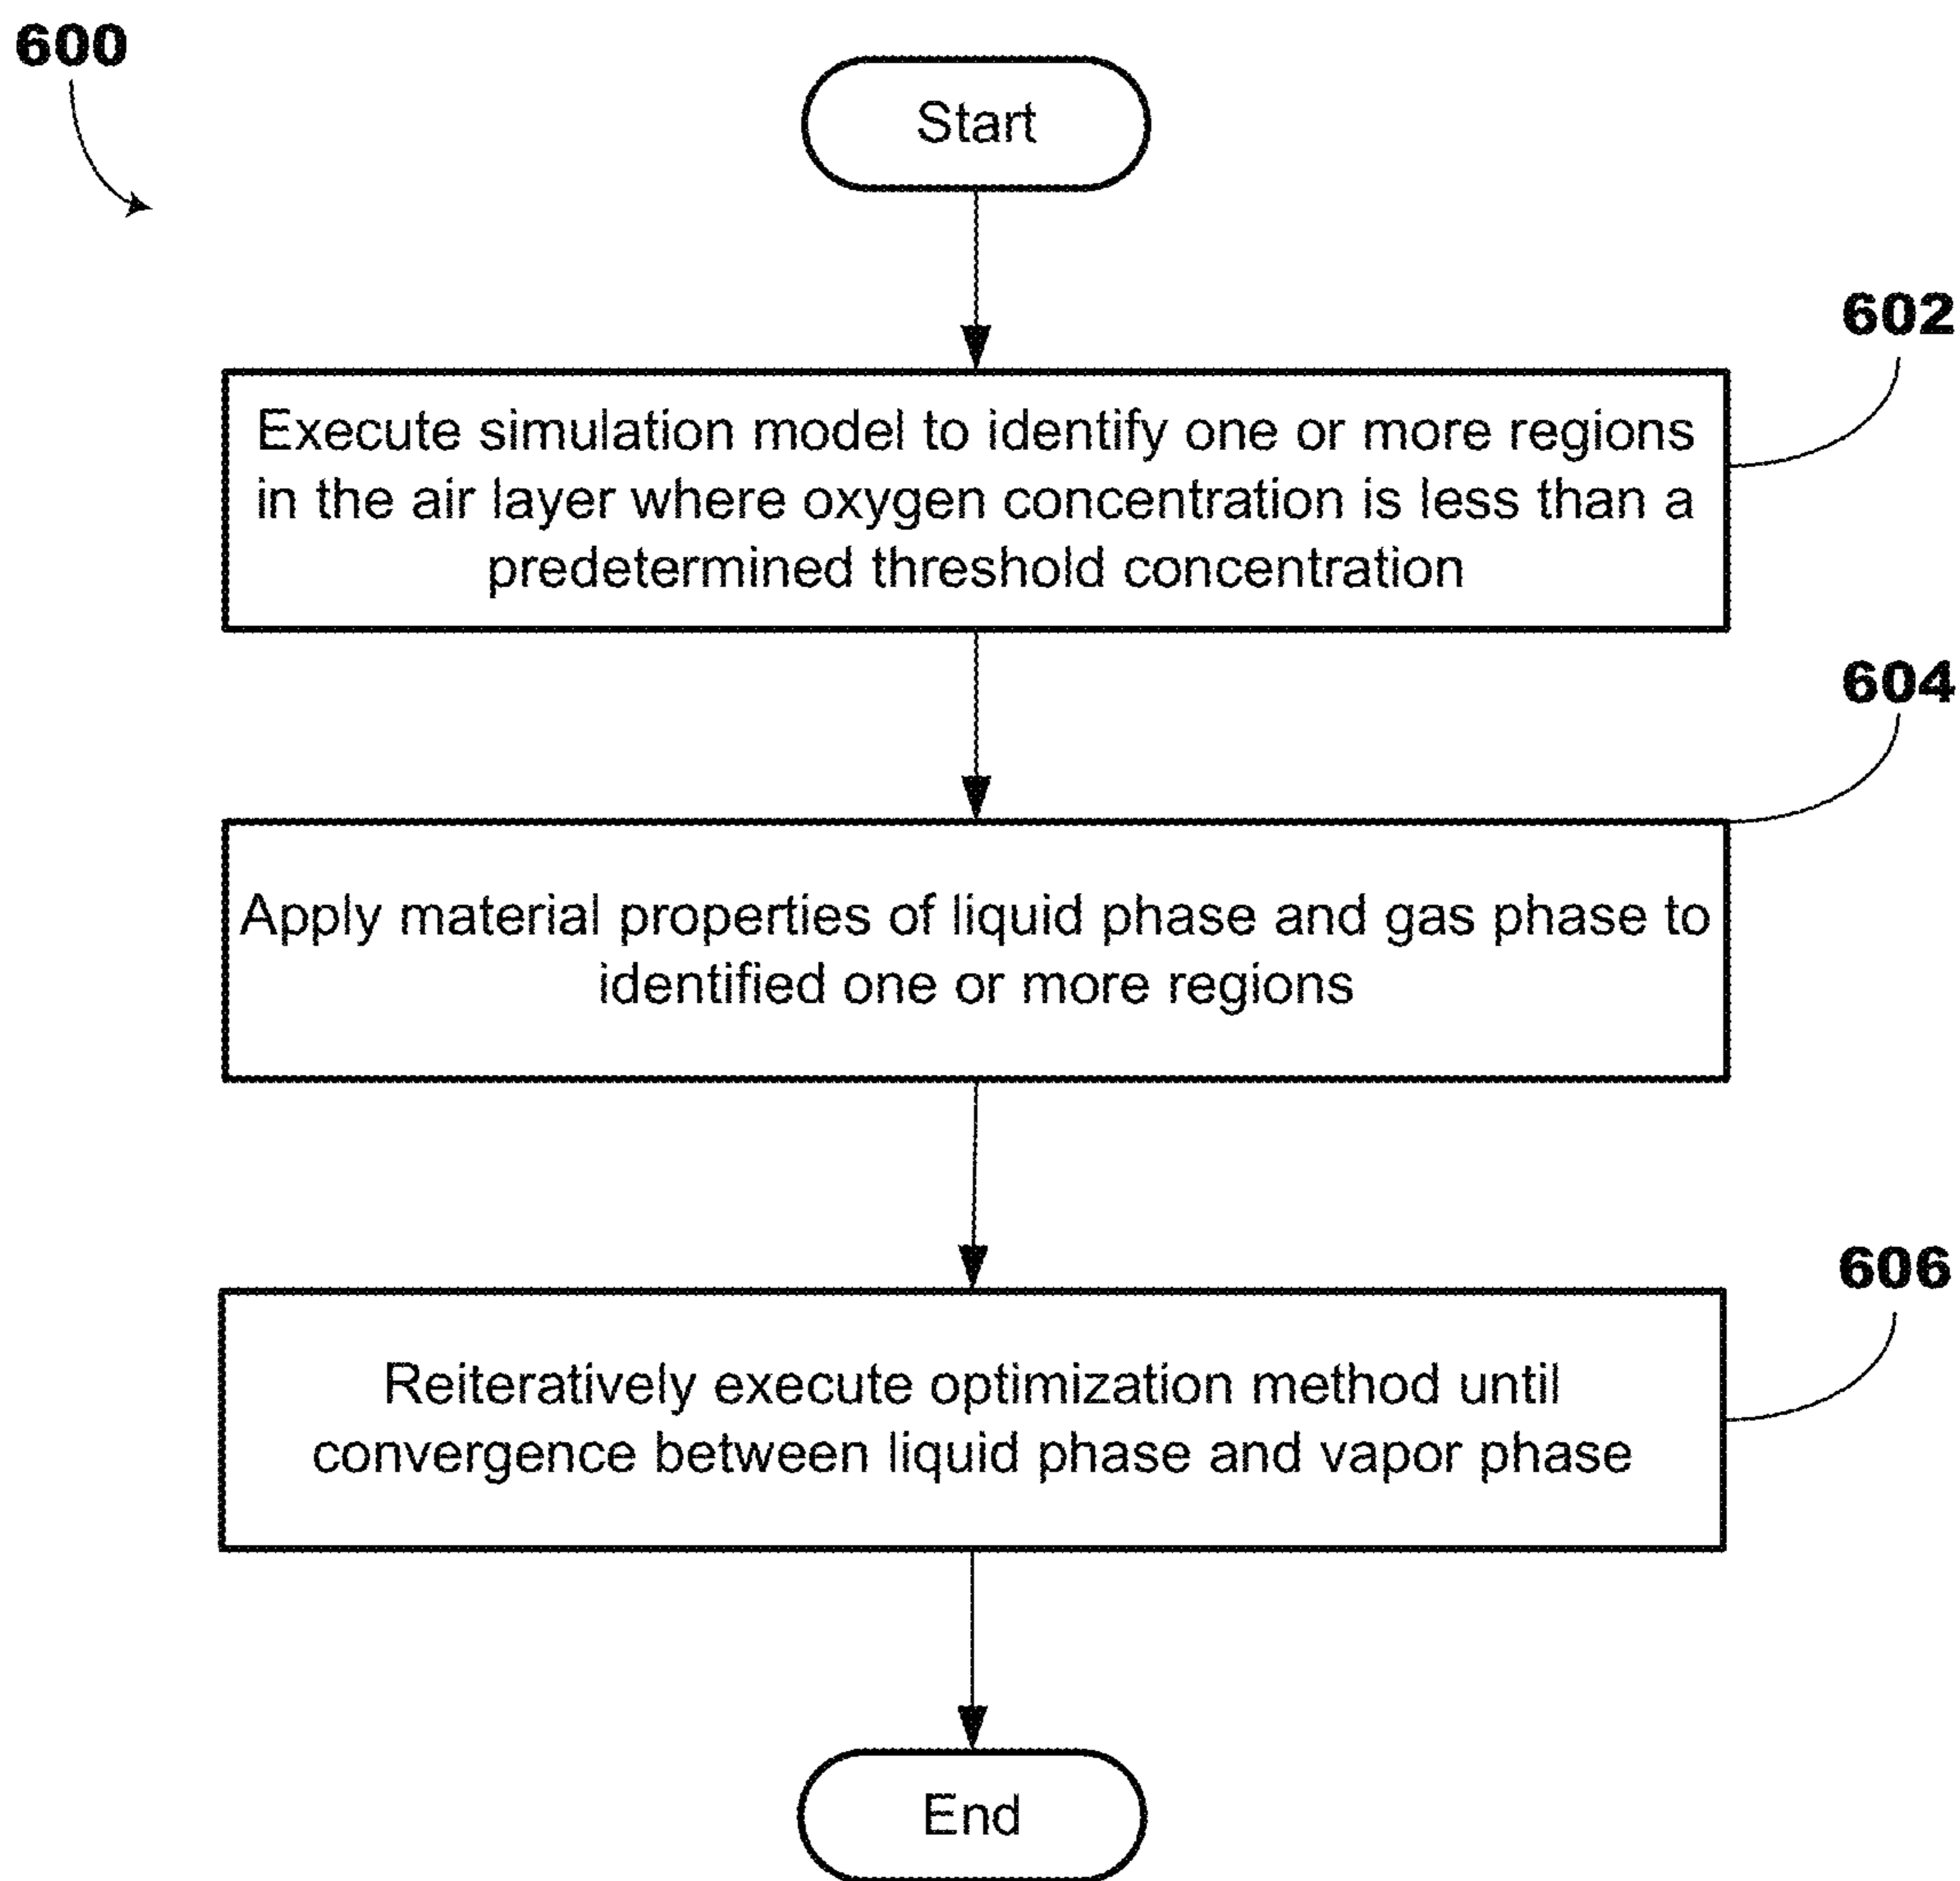 600
Start
602
Execute simulation model to identify one or more regions
in the air layer where oxygen concentration is less than a
predetermined threshold concentration
604
Apply material properties of liquid phase and gas phase to
identified one or more regions
606
Reiteratively execute optimization method until
convergence between liquid phase and vapor phase
End